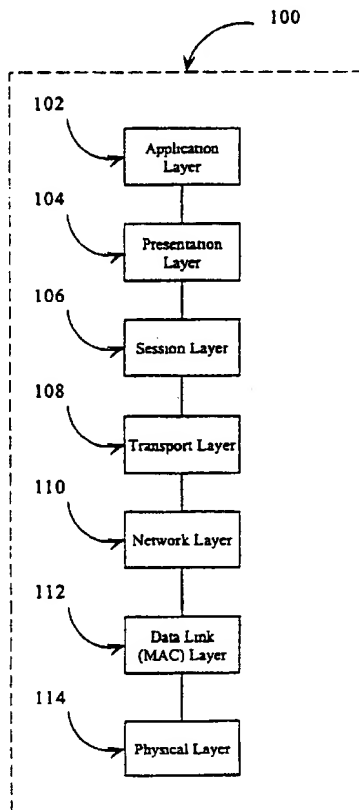 100
102
Application
Layer
104
Presentation
Layer
106
Session Layer
108
Transport Layer
110
Network Layer
112
Data Link
(MAC) Layer
114
Physical Layer